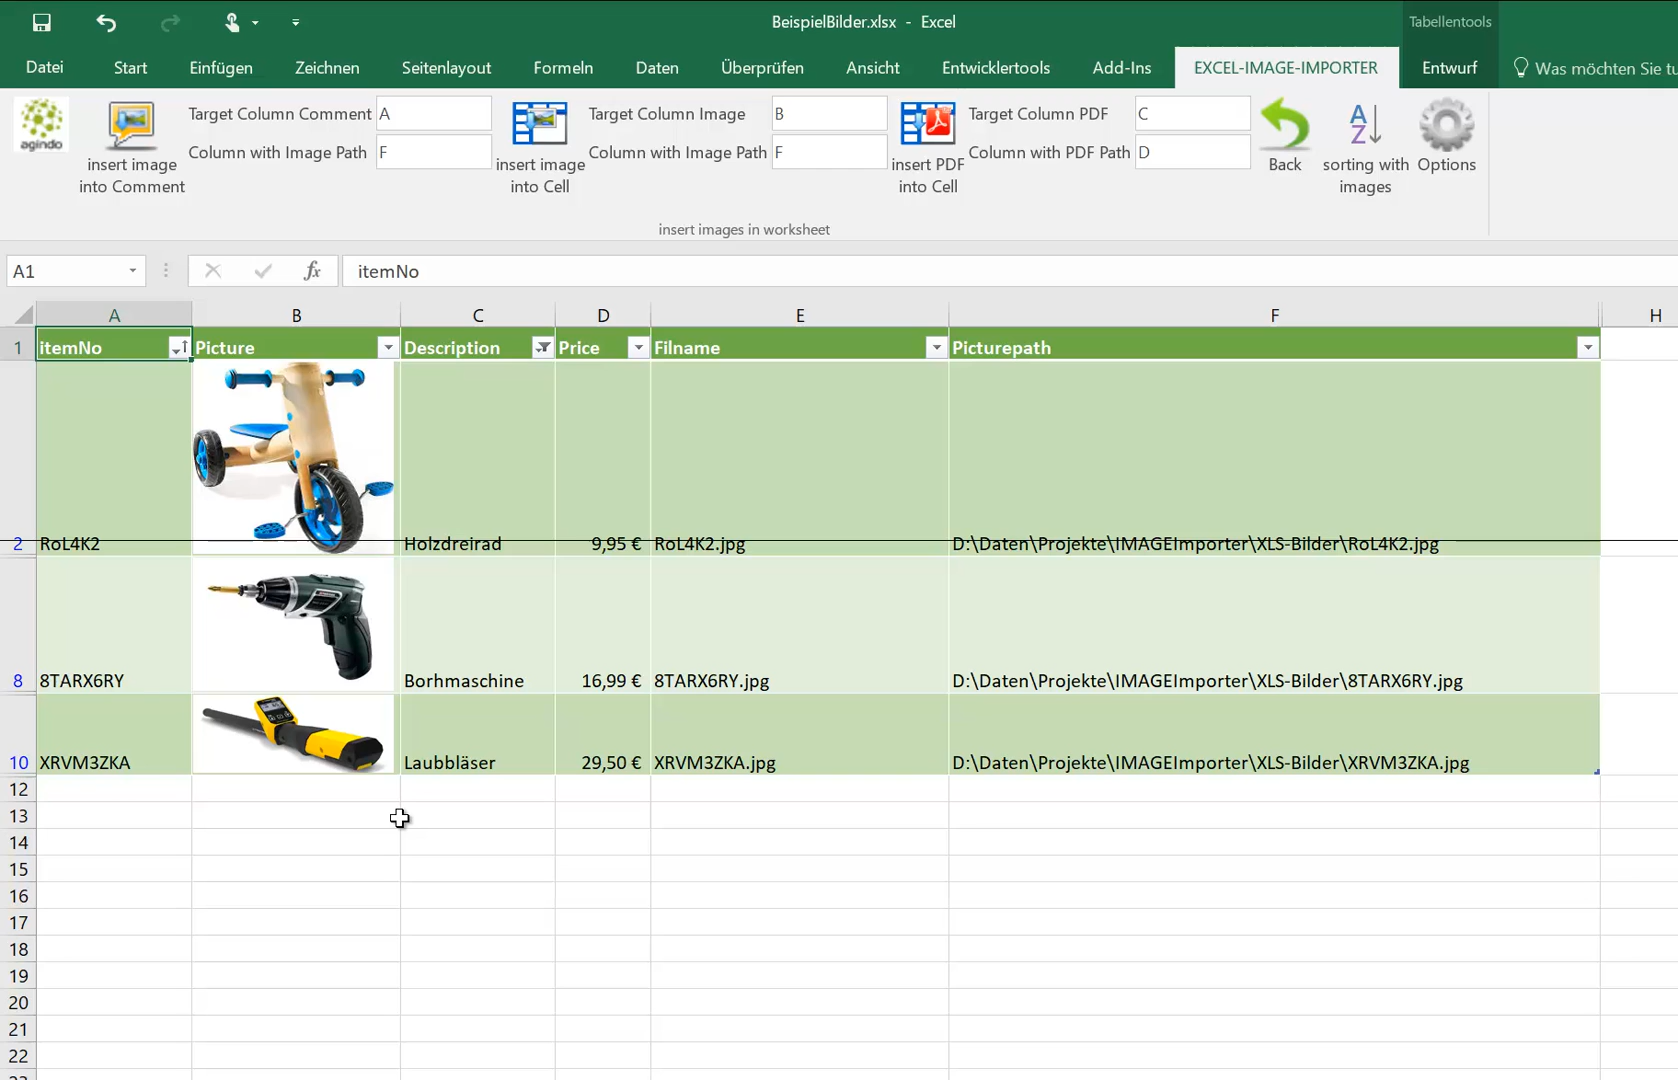 BeispielBilder.xlsx - Excel
Tabellentools
Datei Start Einfügen Zeichnen Seitenlayout Formeln Daten Überprüfen Ansicht Entwicklertools Add-Ins EXCEL-IMAGE-IMPORTER Entwurf Was möchten Sie tu
agindo
insert image
into Comment
Target Column Comment A
Column with Image Path F
insert image
into Cell
Target Column Image B
Column with Image Path F
insert PDF
into Cell
Target Column PDF C
Column with PDF Path D
Back
A
Z
sorting with
images
Options
insert images in worksheet
A1 fx itemNo
A B C D E F H
1 itemNo Picture Description Price Filname Picturepath
2 RoL4K2 Holzdreirad 9,95 € RoL4K2.jpg D:\Daten\Projekte\IMAGEImporter\XLS-Bilder\RoL4K2.jpg
8 8TARX6RY Borhmaschine 16,99 € 8TARX6RY.jpg D:\Daten\Projekte\IMAGEImporter\XLS-Bilder\8TARX6RY.jpg
10 XRVM3ZKA Laubbläser 29,50 € XRVM3ZKA.jpg D:\Daten\Projekte\IMAGEImporter\XLS-Bilder\XRVM3ZKA.jpg
12
13
14
15
16
17
18
19
20
21
22